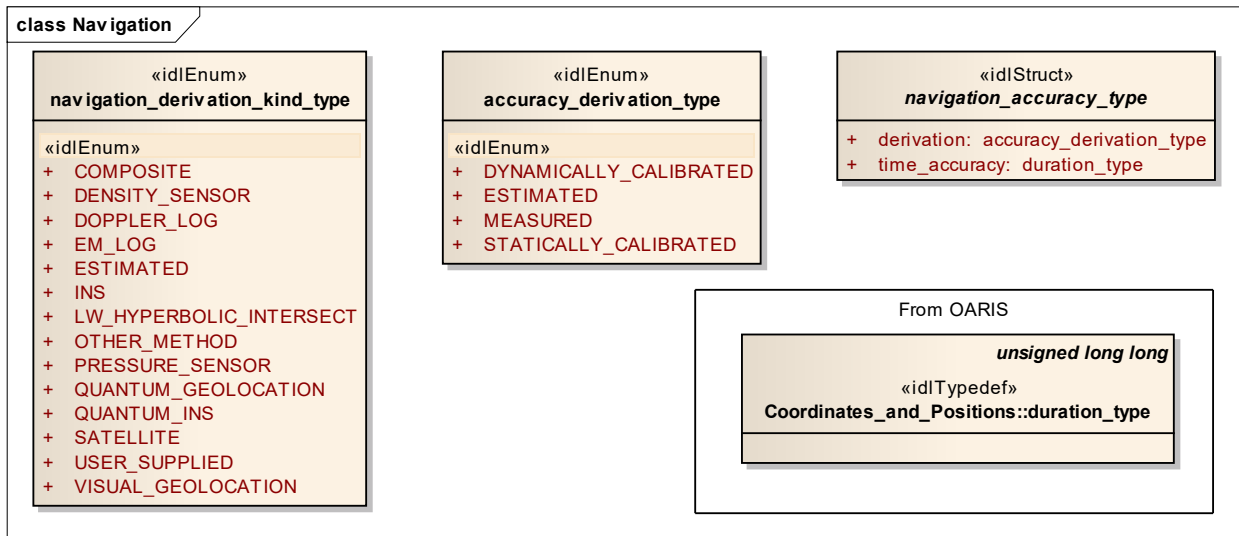 class Navigation
«idlEnum»
navigation_derivation_kind_type
«idlEnum»
+ COMPOSITE
+ DENSITY_SENSOR
+ DOPPLER_LOG
+ EM_LOG
+ ESTIMATED
+ INS
+ LW_HYPERBOLIC_INTERSECT
+ OTHER_METHOD
+ PRESSURE_SENSOR
+ QUANTUM_GEOLOCATION
+ QUANTUM_INS
+ SATELLITE
+ USER_SUPPLIED
+ VISUAL_GEOLOCATION
«idlEnum»
accuracy_derivation_type
«idlEnum»
+ DYNAMICALLY_CALIBRATED
+ ESTIMATED
+ MEASURED
+ STATICALLY_CALIBRATED
«idlStruct»
navigation_accuracy_type
+ derivation: accuracy_derivation_type
+ time_accuracy: duration_type
From OARIS
unsigned long long
«idlTypedef»
Coordinates_and_Positions::duration_type